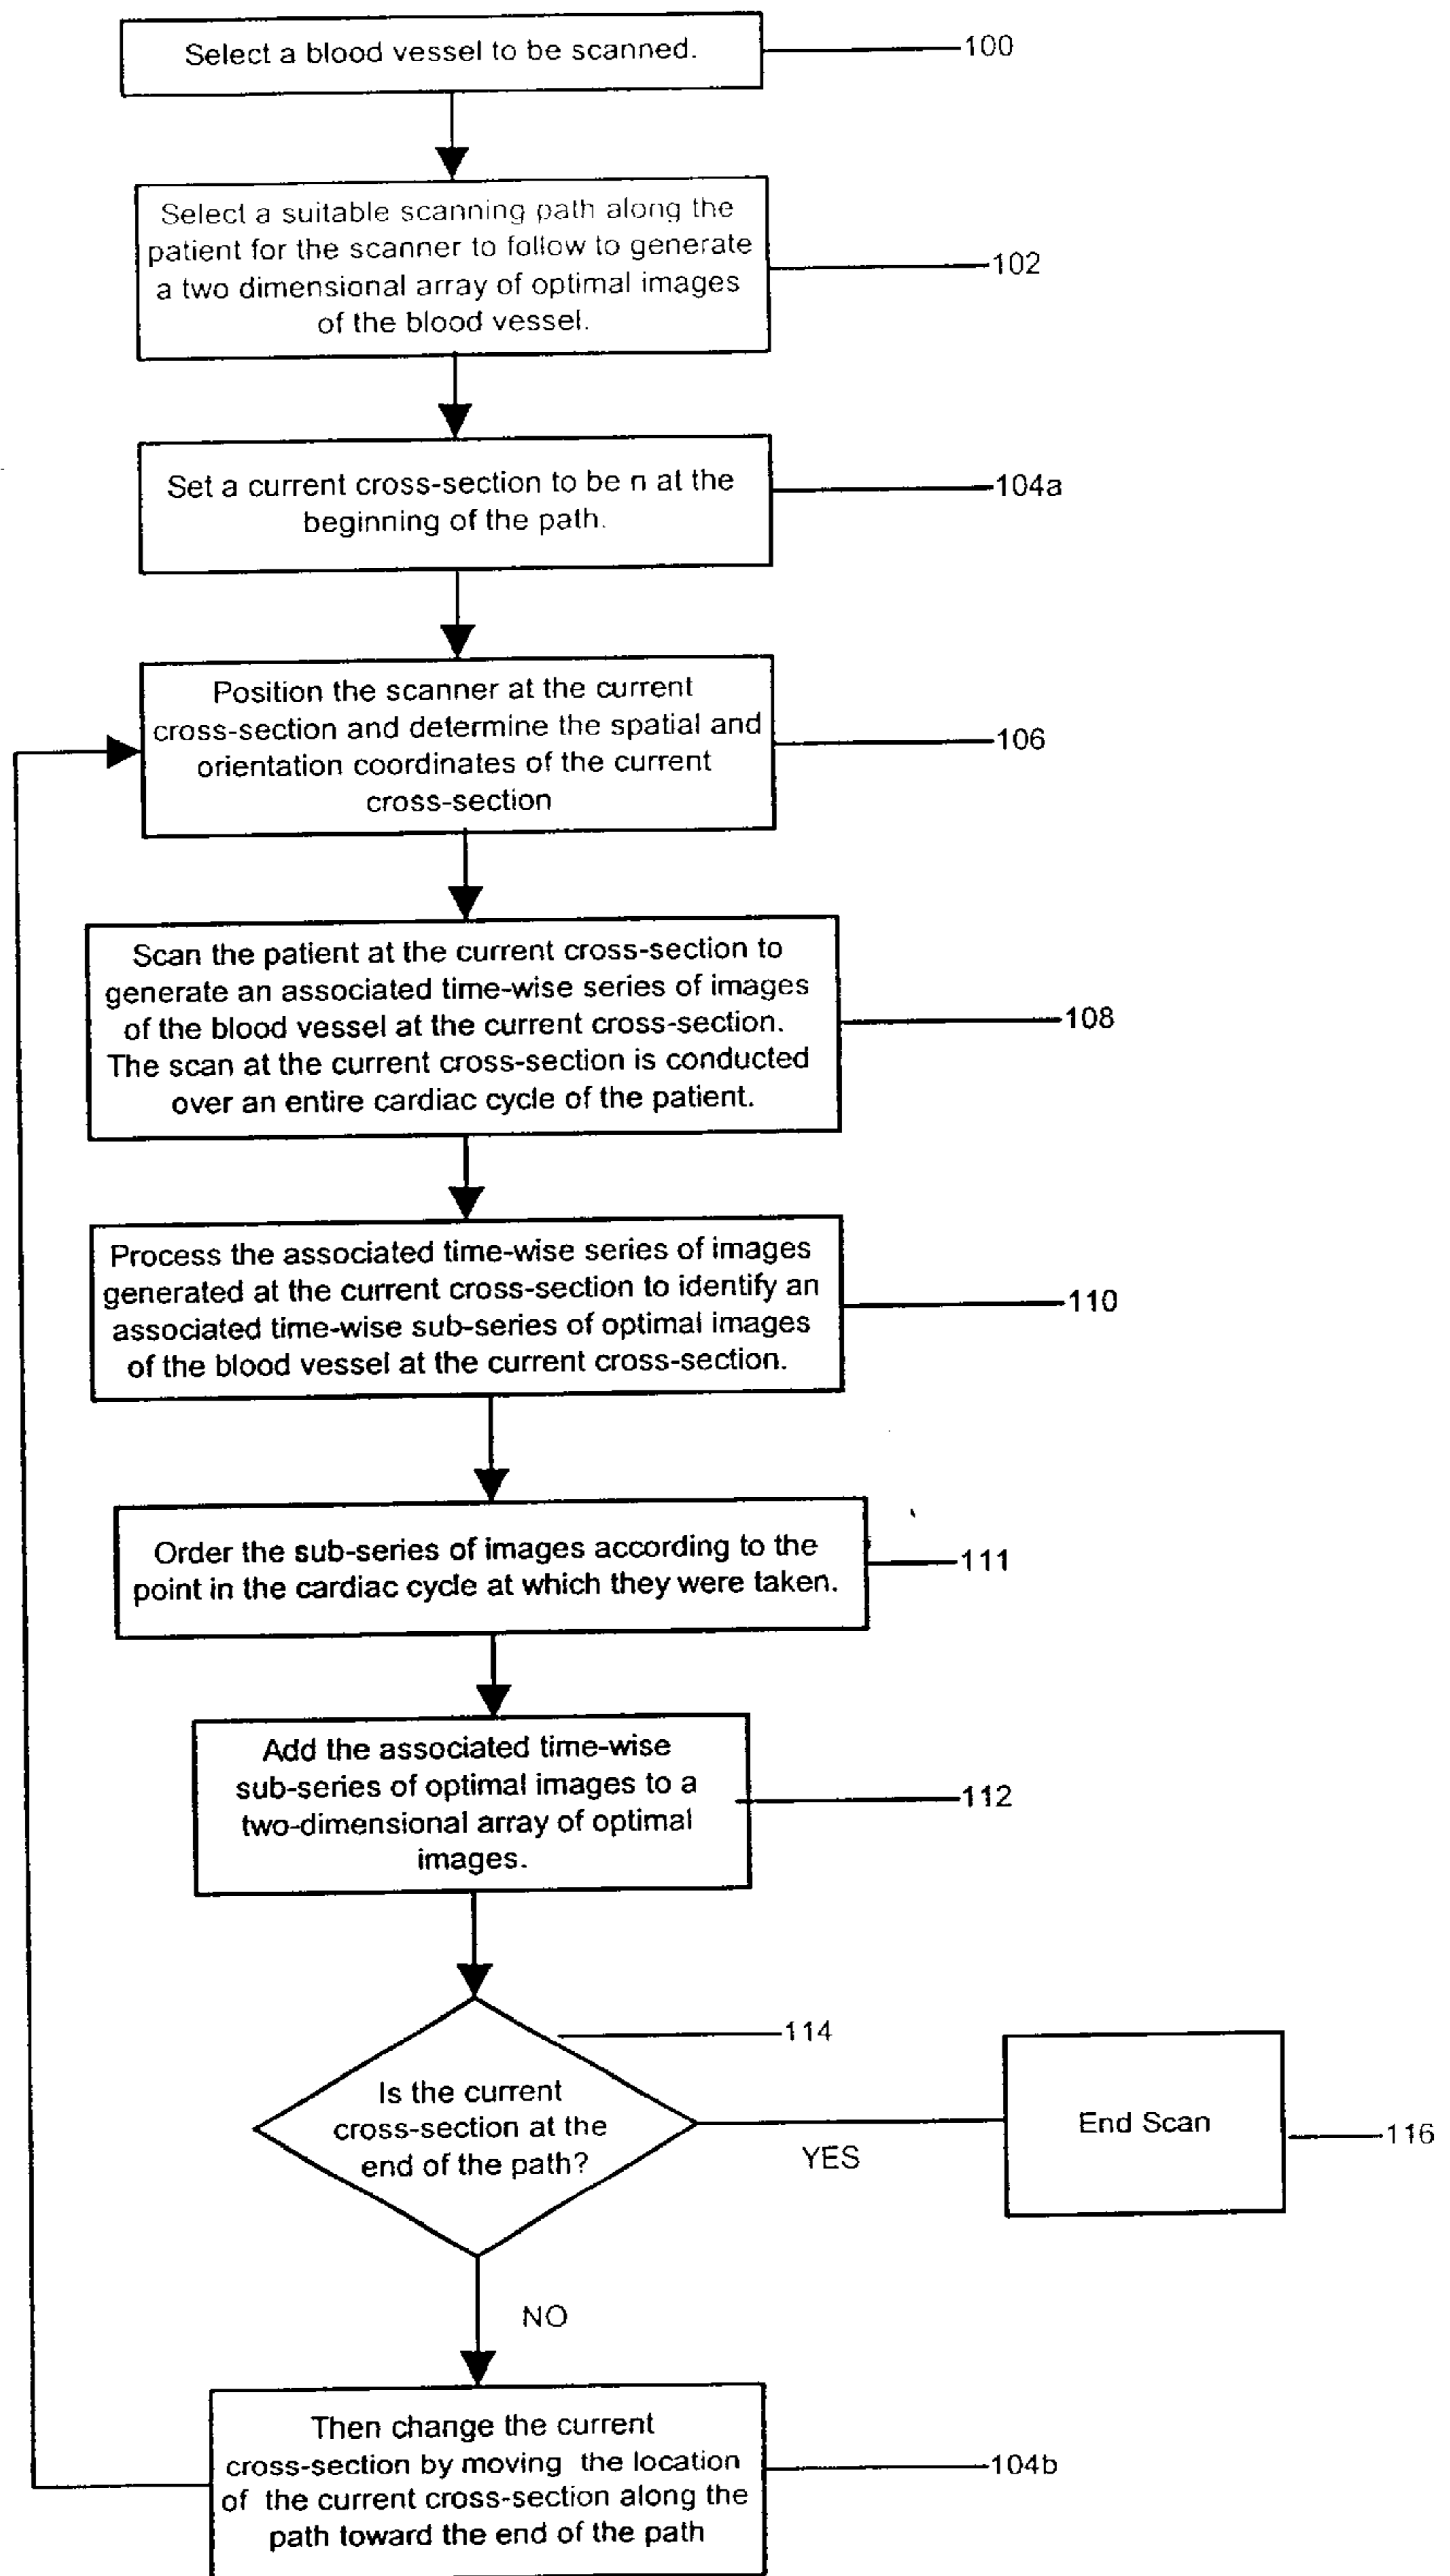 Select a blood vessel to be scanned.
100
Select a suitable scanning path along the
patient for the scanner to follow to generate
a two dimensional array of optimal images
of the blood vessel.
102
Set a current cross-section to be n at the
beginning of the path.
104a
Position the scanner at the current
cross-section and determine the spatial and
orientation coordinates of the current
cross-section
106
Scan the patient at the current cross-section to
generate an associated time-wise series of images
of the blood vessel at the current cross-section.
The scan at the current cross-section is conducted
over an entire cardiac cycle of the patient.
108
Process the associated time-wise series of images
generated at the current cross-section to identify an
associated time-wise sub-series of optimal images
of the blood vessel at the current cross-section.
110
Order the sub-series of images according to the
point in the cardiac cycle at which they were taken.
111
Add the associated time-wise
sub-series of optimal images to a
two-dimensional array of optimal
images.
112
114
Is the current
cross-section at the
end of the path?
YES
End Scan
116
NO
Then change the current
cross-section by moving the location
of the current cross-section along the
path toward the end of the path
104b